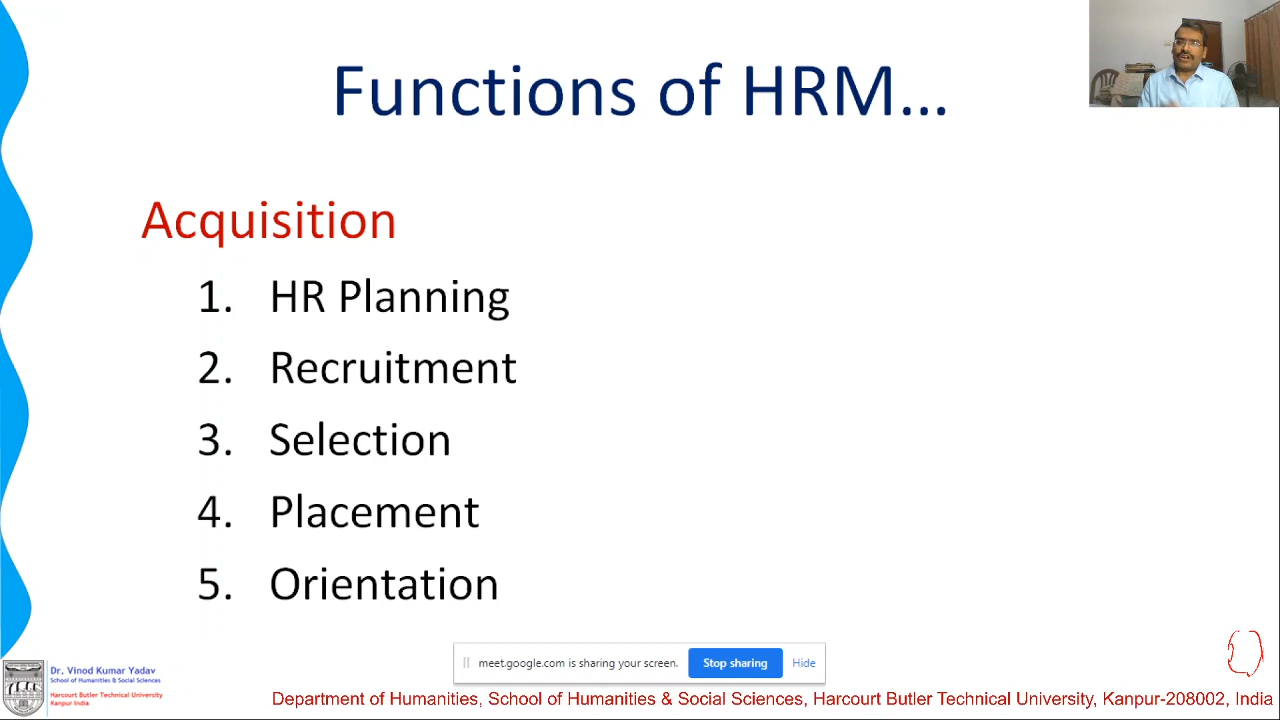 Functions of HRM...
Acquisition
1. HR Planning
2. Recruitment
3. Selection
4. Placement
5. Orientation
meet.google.com is sharing your screen. Stop sharing Hide
Dr. Vinod Kumar Yadav
School of Humanities & Social Sciences
Harcourt Butler Technical University
Kanpur India
Department of Humanities, School of Humanities & Social Sciences, Harcourt Butler Technical University, Kanpur-208002, India